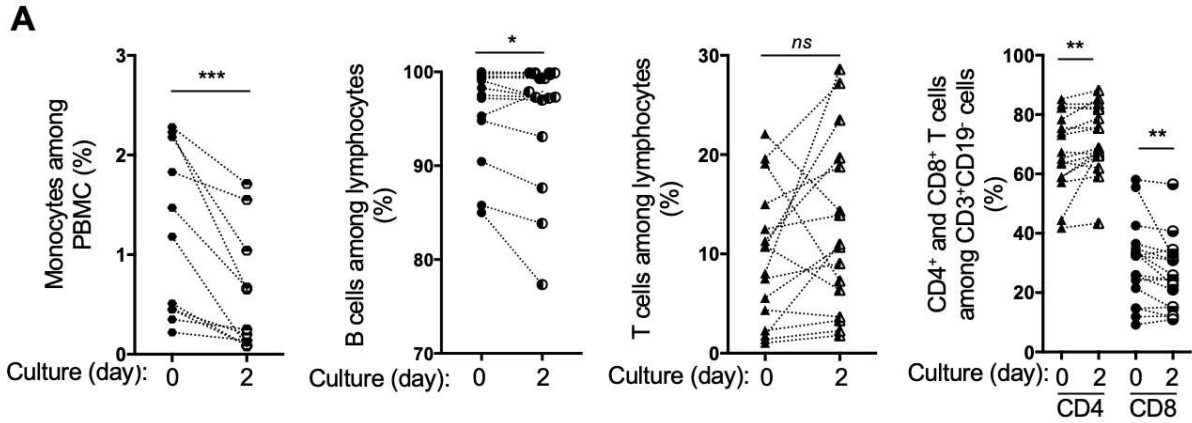 A
Monocytes among
PBMC (%)
3
2
1
0
***
Culture (day): 0 2
B cells among lymphocytes
(%)
100
90
80
70
*
Culture (day): 0 2
T cells among lymphocytes
(%)
30
20
10
0
ns
Culture (day): 0 2
CD4⁺ and CD8⁺ T cells
among CD3⁺CD19⁻ cells
(%)
100
80
60
40
20
0
**
**
Culture (day): 0 2 0 2
CD4 CD8